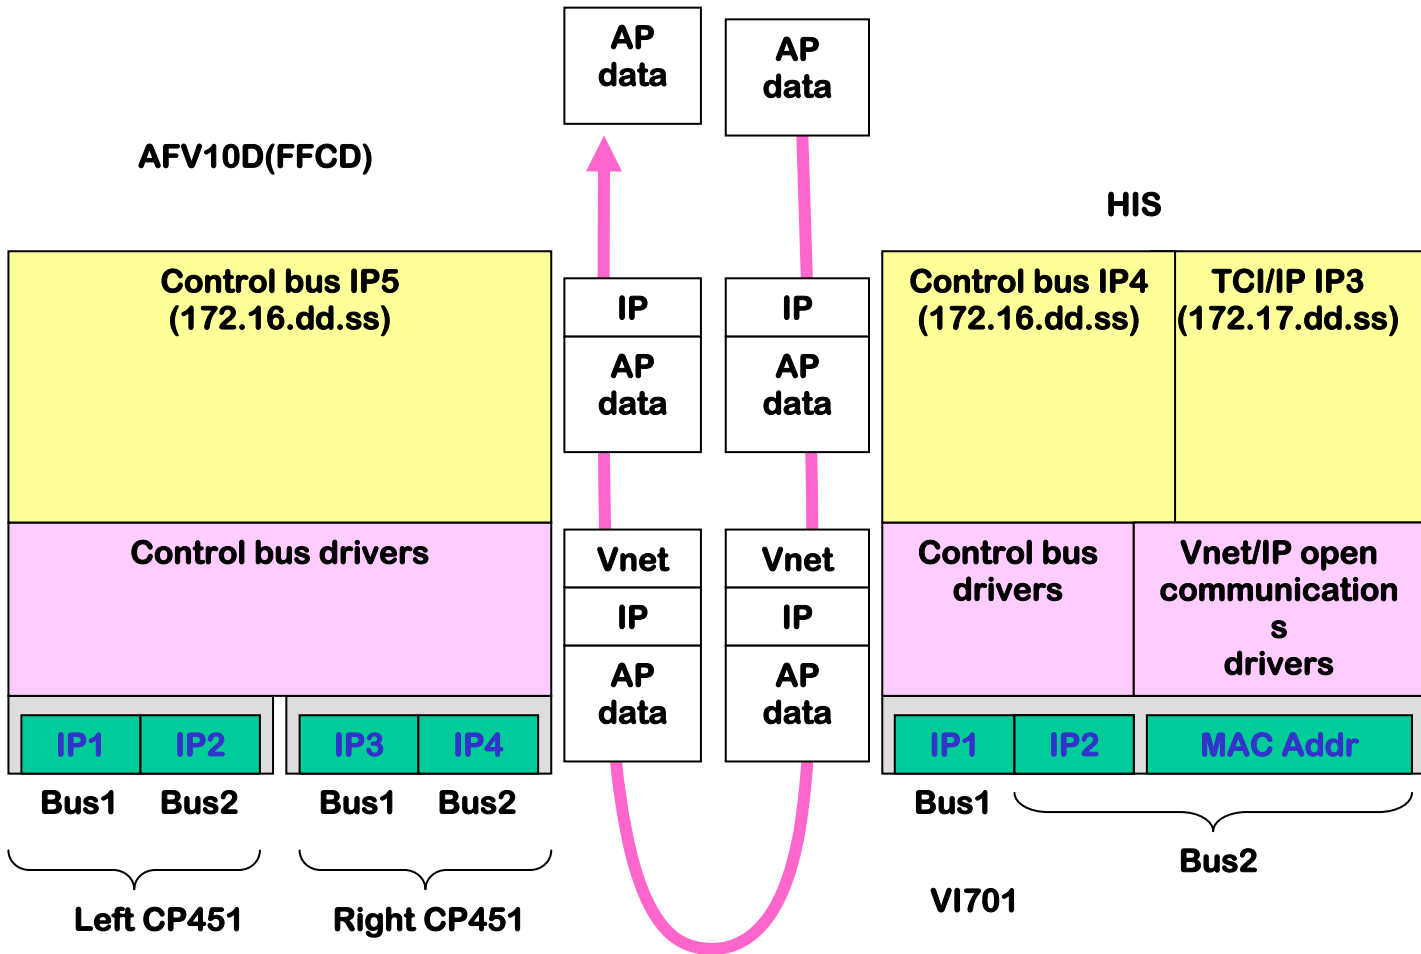 AP
data
AP
data
AFV10D(FFCD)
HIS
Control bus IP5
(172.16.dd.ss)
IP
AP
data
IP
AP
data
Control bus IP4
(172.16.dd.ss)
TCI/IP IP3
(172.17.dd.ss)
Control bus drivers
Vnet
IP
AP
data
Vnet
IP
AP
data
Control bus
drivers
Vnet/IP open
communication
s
drivers
IP1
IP2
IP3
IP4
IP1
IP2
MAC Addr
Bus1
Bus2
Bus1
Bus2
Bus1
Bus2
Left CP451
Right CP451
VI701